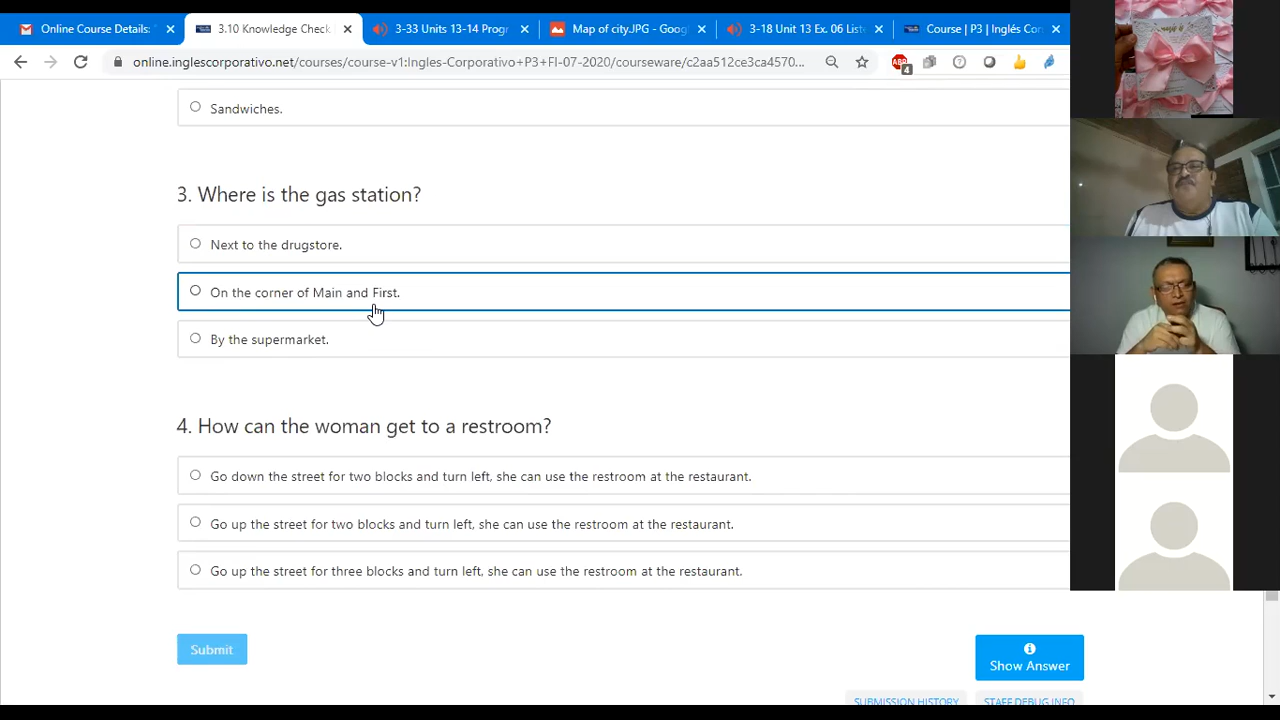 Online Course Details:
3.10 Knowledge Check
3-33 Units 13-14 Progr
Map of city.JPG - Goog
3-18 Unit 13 Ex. 06 Liste
Course | P3 | Inglés Cor
online.inglescorporativo.net/courses/course-v1:Ingles-Corporativo+P3+FI-07-2020/courseware/c2aa512ce3ca4570...
ABP
4
Sandwiches.
3. Where is the gas station?
Next to the drugstore.
On the corner of Main and First.
By the supermarket.
4. How can the woman get to a restroom?
Go down the street for two blocks and turn left, she can use the restroom at the restaurant.
Go up the street for two blocks and turn left, she can use the restroom at the restaurant.
Go up the street for three blocks and turn left, she can use the restroom at the restaurant.
Submit
Show Answer
SUBMISSION HISTORY
STAFF DEBUG INFO